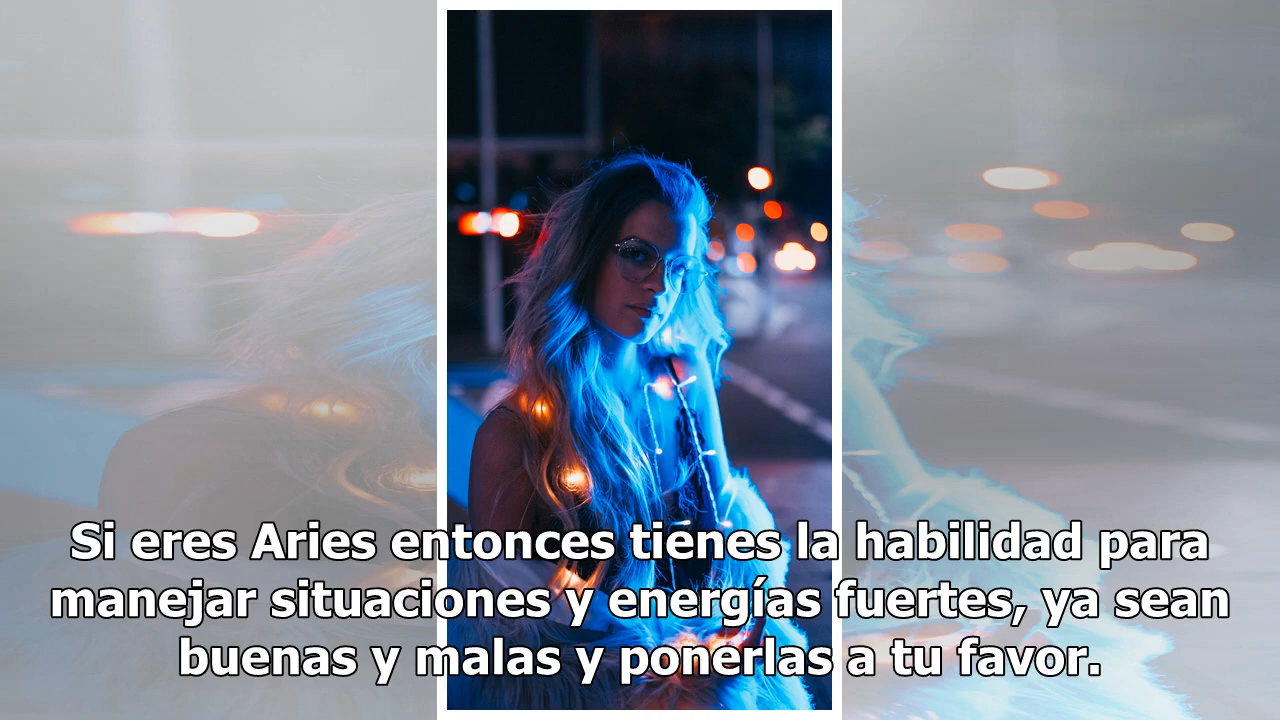 Si eres Aries entonces tienes la habilidad para
manejar situaciones y energías fuertes, ya sean
buenas y malas y ponerlas a tu favor.